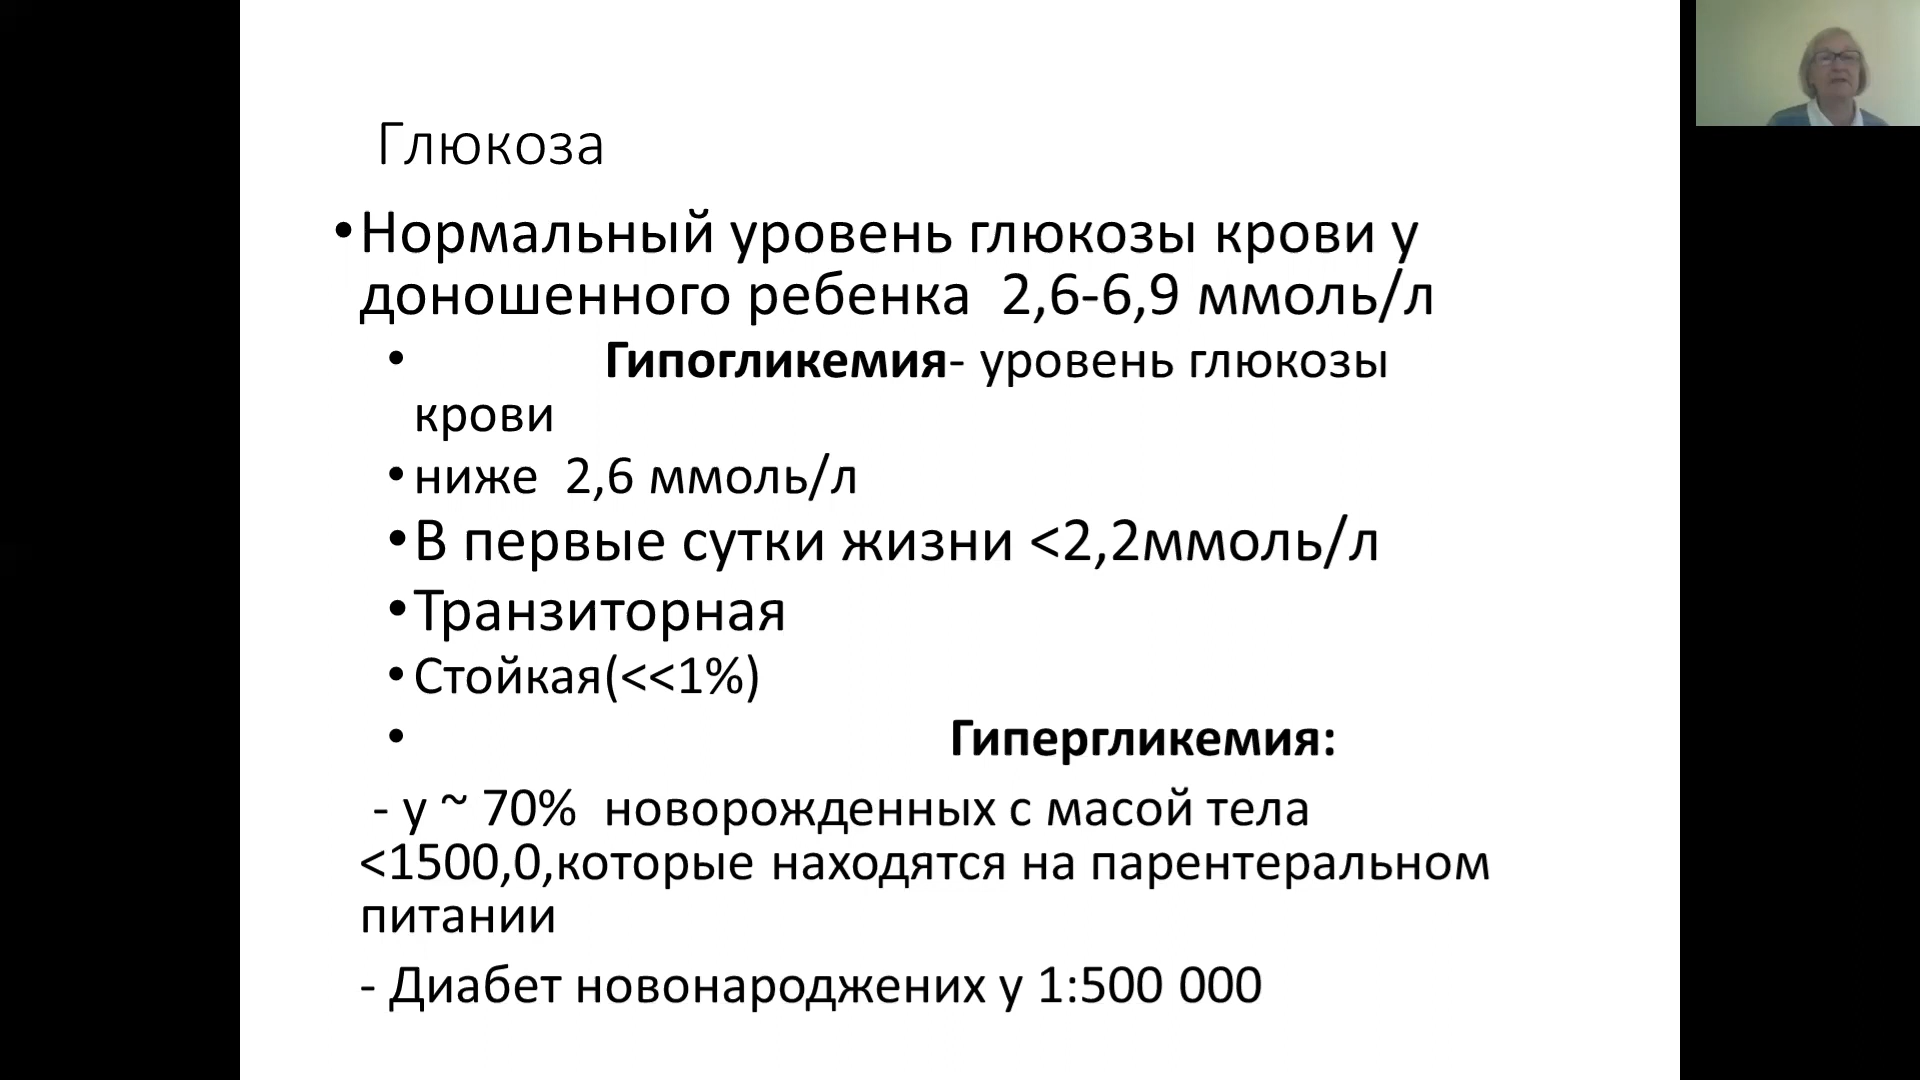 Глюкоза
•Нормальный уровень глюкозы крови у
доношенного ребенка 2,6-6,9 ммоль/л
• Гипогликемия- уровень глюкозы
крови
•ниже 2,6 ммоль/л
•В первые сутки жизни <2,2ммоль/л
•Транзиторная
•Стойкая(<<1%)
• Гипергликемия:
- у ~ 70% новорожденных с масой тела
<1500,0,которые находятся на парентеральном
питании
- Диабет новонароджених у 1:500 000